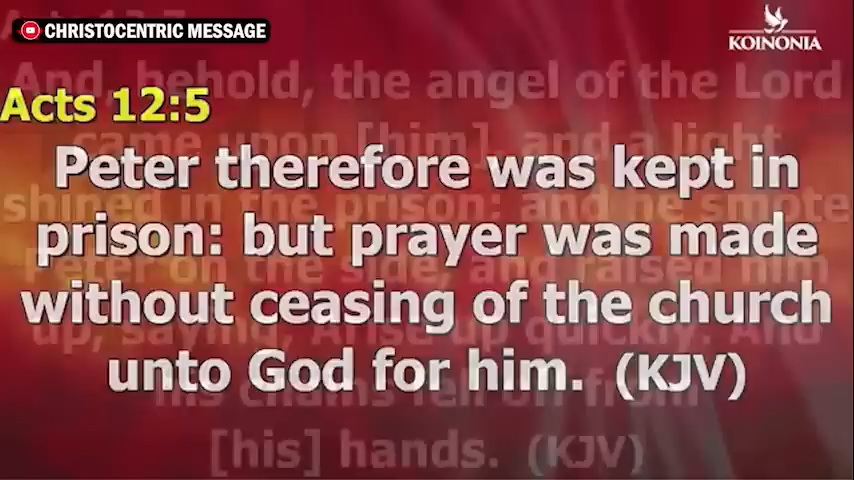 CHRISTOCENTRIC MESSAGE
KOINONIA
Acts 12:5
Peter therefore was kept in
prison: but prayer was made
without ceasing of the church
unto God for him. (KJV)
And, behold, the angel of the Lord
came upon [him], and a light
shined in the prison: and he smote
Peter on the side, and raised him
up, saying, Arise up quickly. And
his chains fell off from
[his] hands. (KJV)